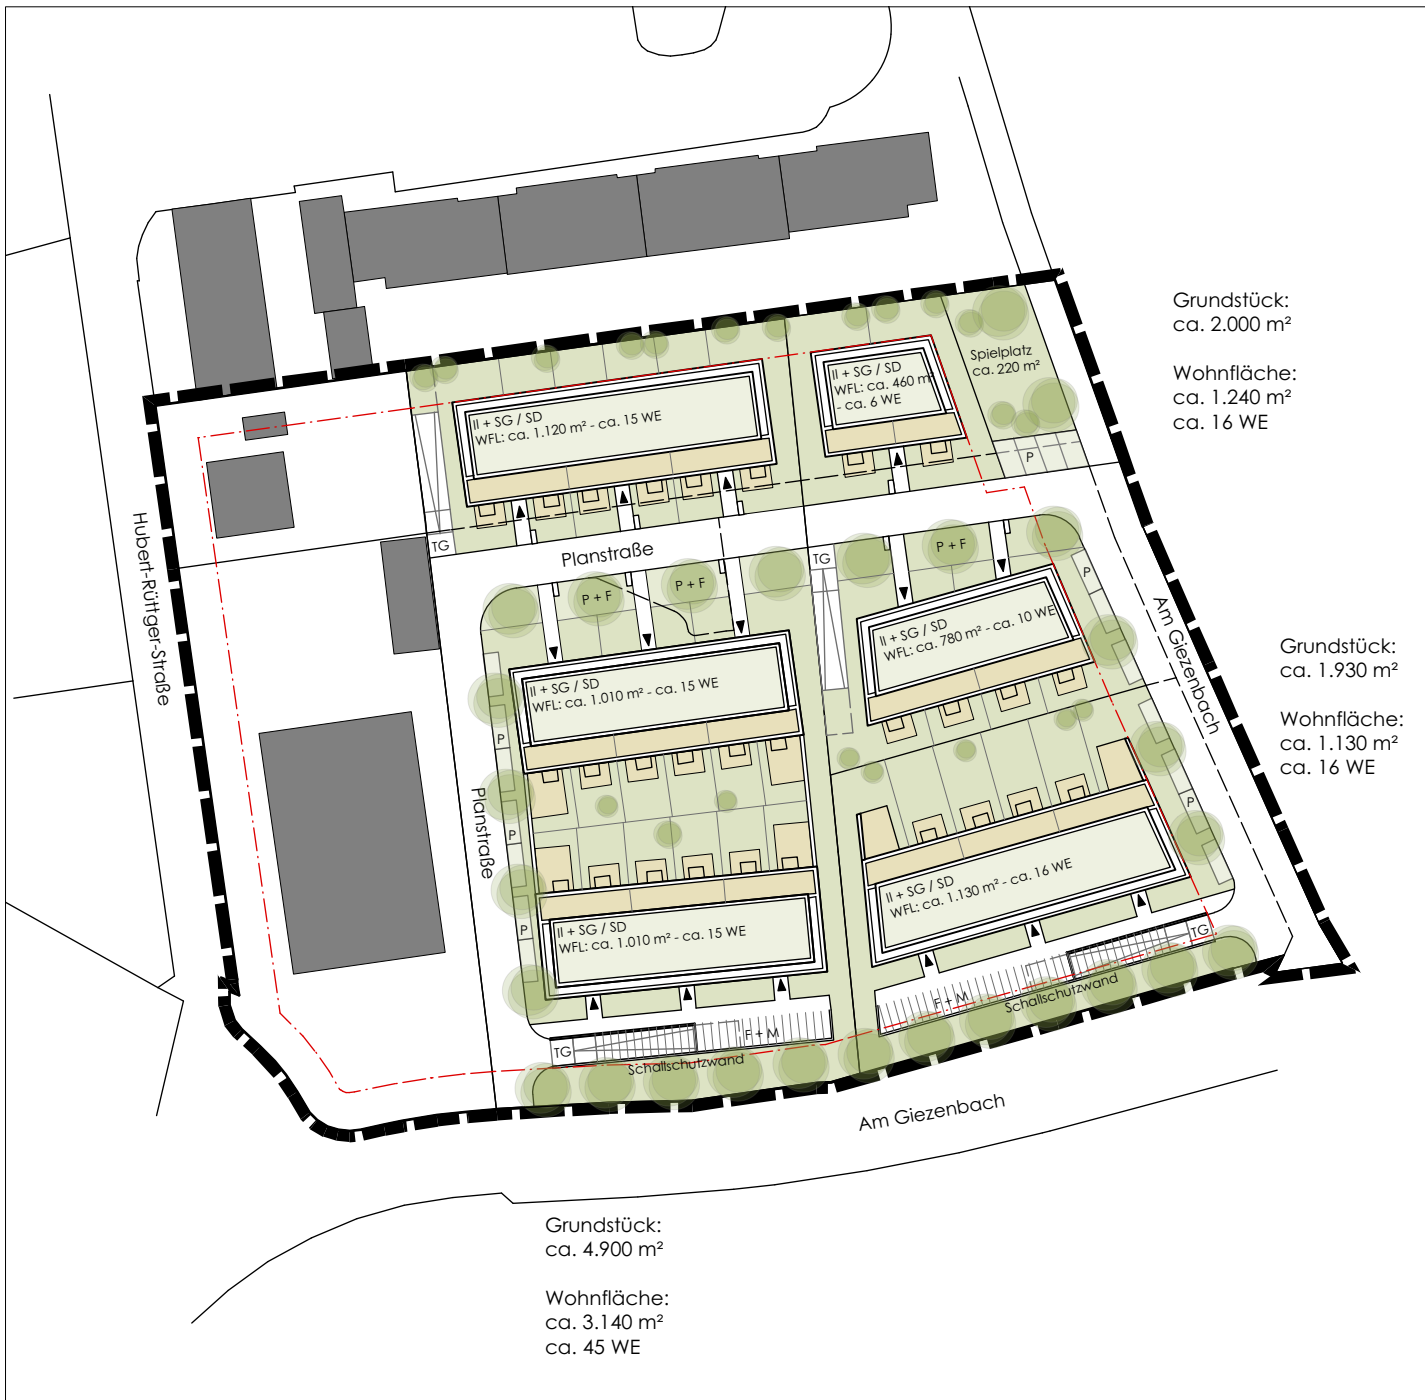 Grundstück:
ca. 2.000 m²
Wohnfläche:
ca. 1.240 m²
ca. 16 WE
Spielplatz
ca. 220 m²
II + SG / SD
WFL: ca. 460 m²
- ca. 6 WE
II + SG / SD
WFL: ca. 1.120 m² - ca. 15 WE
P
TG
Planstraße
TG
P + F
P + F
P + F
P
Hubert-Rüttger-Straße
Am Giezenbach
II + SG / SD
WFL: ca. 780 m² - ca. 10 WE
Grundstück:
ca. 1.930 m²
Wohnfläche:
ca. 1.130 m²
ca. 16 WE
II + SG / SD
WFL: ca. 1.010 m² - ca. 15 WE
P
Planstraße
P
P
P
II + SG / SD
WFL: ca. 1.130 m² - ca. 16 WE
II + SG / SD
WFL: ca. 1.010 m² - ca. 15 WE
TG
F + M
Schallschutzwand
TG
F + M
Schallschutzwand
Am Giezenbach
Grundstück:
ca. 4.900 m²
Wohnfläche:
ca. 3.140 m²
ca. 45 WE